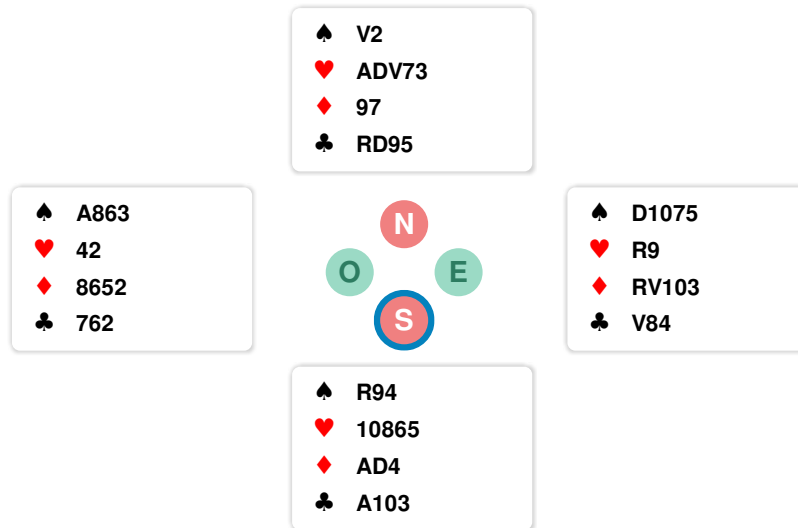 ♠ V2
♥ ADV73
♦ 97
♣ RD95
♠ A863
♥ 42
♦ 8652
♣ 762
N
O E
S
♠ D1075
♥ R9
♦ RV103
♣ V84
♠ R94
♥ 10865
♦ AD4
♣ A103